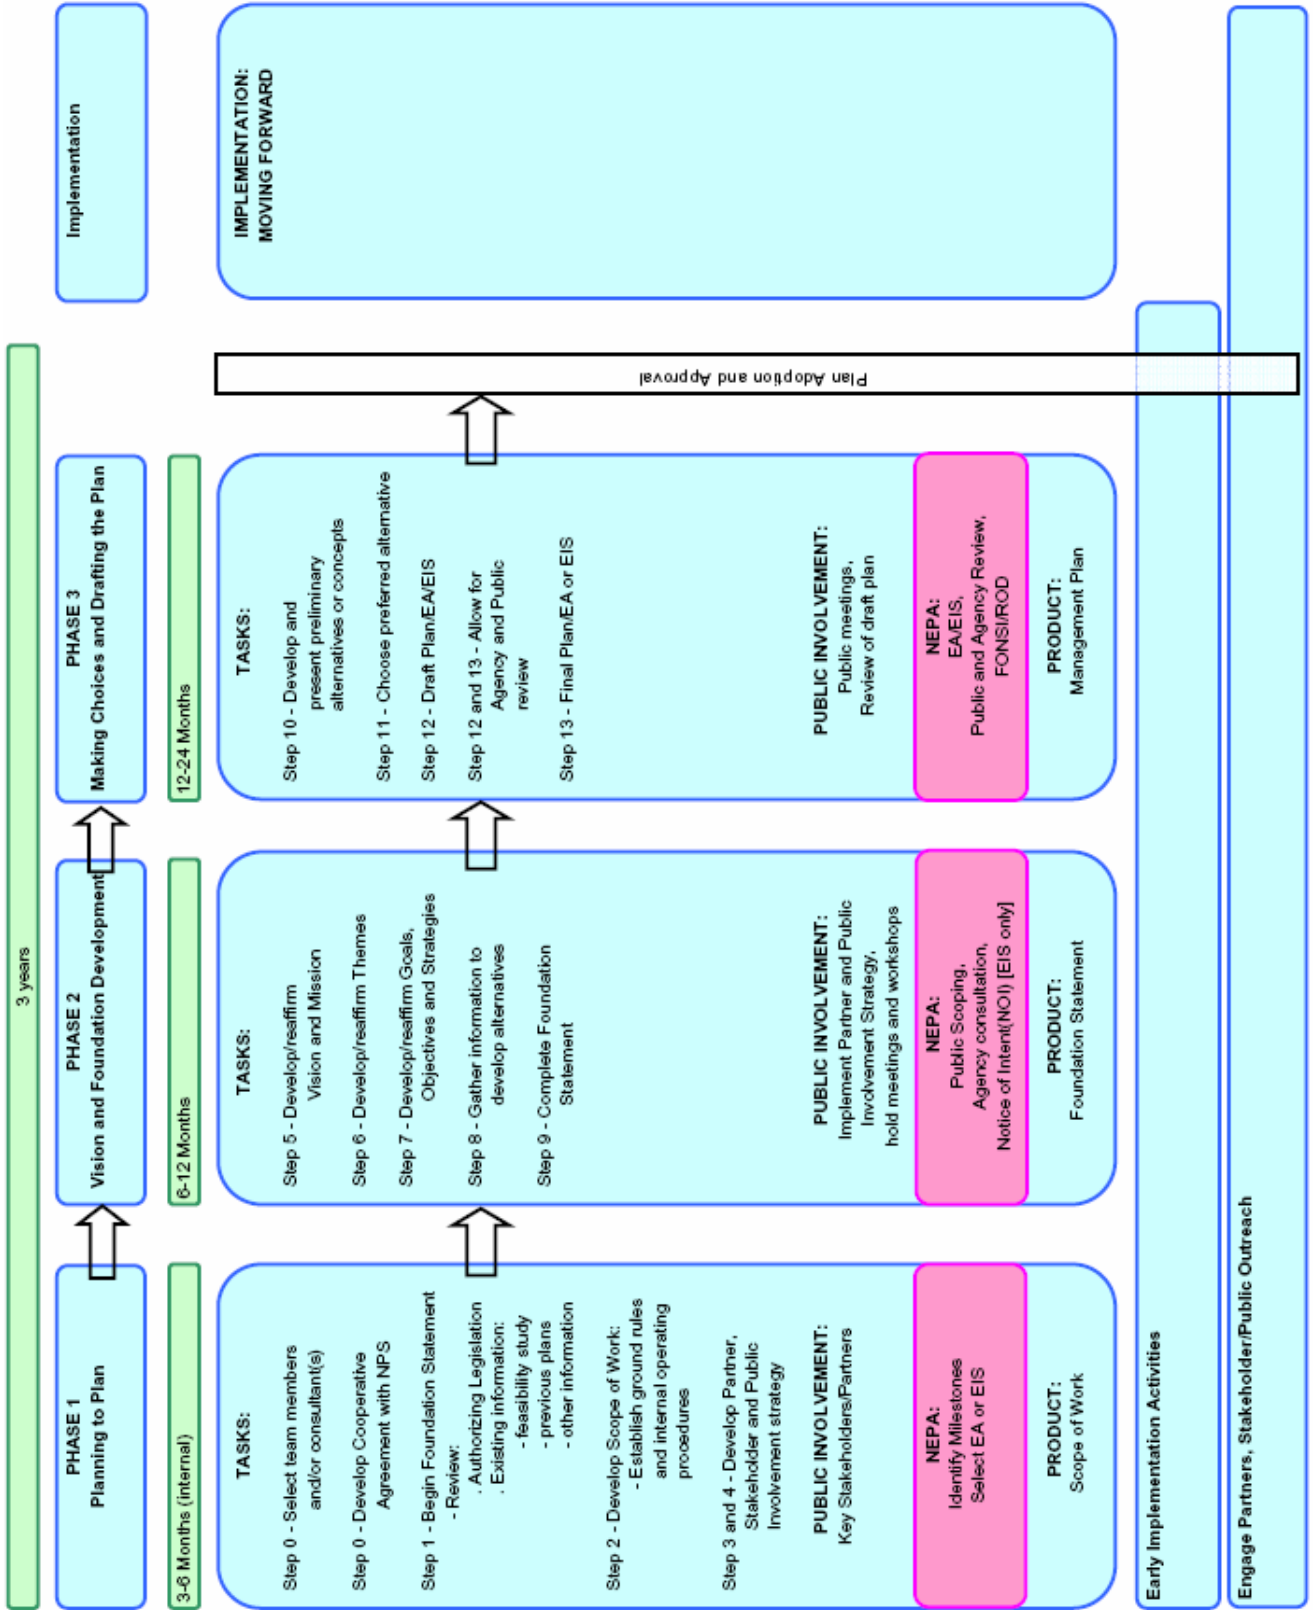 3 years
PHASE 1
Planning to Plan
PHASE 2
Vision and Foundation Development
PHASE 3
Making Choices and Drafting the Plan
Implementation
3-6 Months (internal)
6-12 Months
12-24 Months
TASKS:
Step 0 - Select team members
and/or consultant(s)
Step 0 - Develop Cooperative
Agreement with NPS
Step 1 - Begin Foundation Statement
- Review:
. Authorizing Legislation
. Existing information:
- feasibility study
- previous plans
- other information
Step 2 - Develop Scope of Work:
- Establish ground rules
and internal operating
procedures
Step 3 and 4 - Develop Partner,
Stakeholder and Public
Involvement strategy
PUBLIC INVOLVEMENT:
Key Stakeholders/Partners
NEPA:
Identify Milestones
Select EA or EIS
PRODUCT:
Scope of Work
TASKS:
Step 5 - Develop/reaffirm
Vision and Mission
Step 6 - Develop/reaffirm Themes
Step 7 - Develop/reaffirm Goals,
Objectives and Strategies
Step 8 - Gather information to
develop alternatives
Step 9 - Complete Foundation
Statement
PUBLIC INVOLVEMENT:
Implement Partner and Public
Involvement Strategy,
hold meetings and workshops
NEPA:
Public Scoping,
Agency consultation,
Notice of Intent(NOI) [EIS only]
PRODUCT:
Foundation Statement
TASKS:
Step 10 - Develop and
present preliminary
alternatives or concepts
Step 11 - Choose preferred alternative
Step 12 - Draft Plan/EA/EIS
Step 12 and 13 - Allow for
Agency and Public
review
Step 13 - Final Plan/EA or EIS
PUBLIC INVOLVEMENT:
Public meetings,
Review of draft plan
NEPA:
EA/EIS,
Public and Agency Review,
FONSI/ROD
PRODUCT:
Management Plan
Plan Adoption and Approval
IMPLEMENTATION:
MOVING FORWARD
Early Implementation Activities
Engage Partners, Stakeholder/Public Outreach